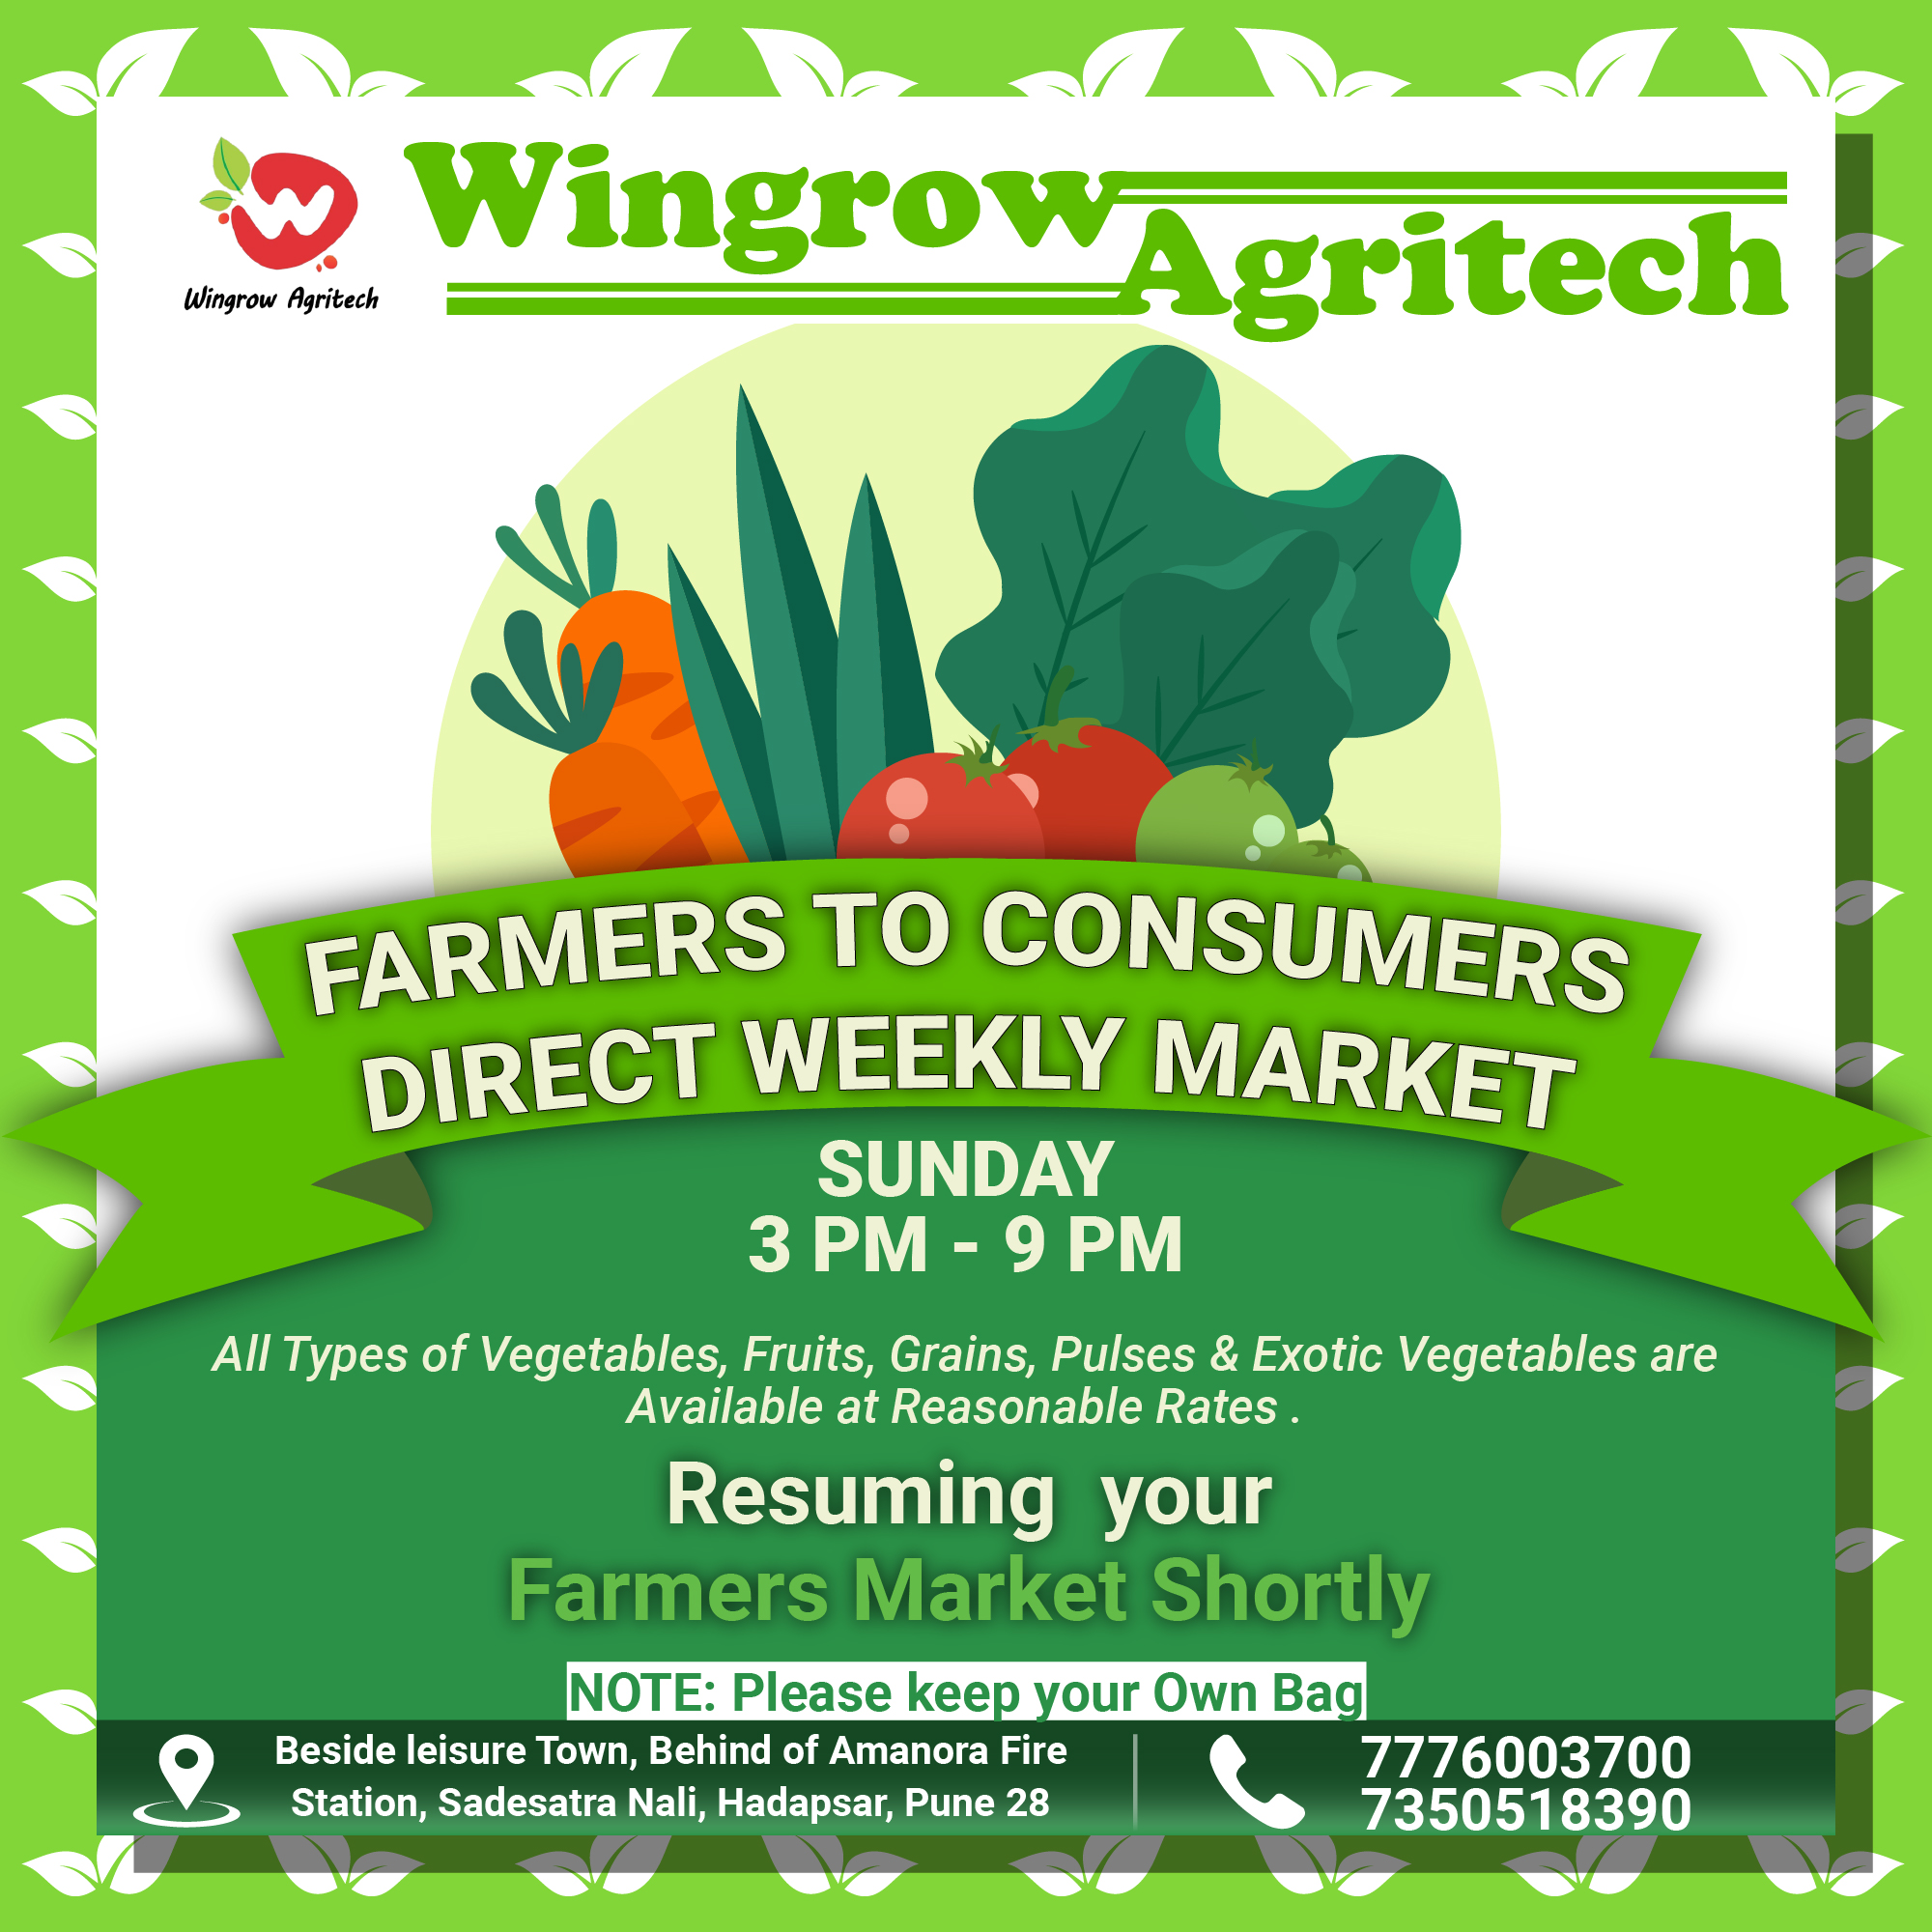 Wingrow Agritech
Wingrow
Agritech
FARMERS TO CONSUMERS
DIRECT WEEKLY MARKET
SUNDAY
3 PM - 9 PM
All Types of Vegetables, Fruits, Grains, Pulses & Exotic Vegetables are
Available at Reasonable Rates .
Resuming your
Farmers Market Shortly
NOTE: Please keep your Own Bag
Beside leisure Town, Behind of Amanora Fire
Station, Sadesatra Nali, Hadapsar, Pune 28
7776003700
7350518390